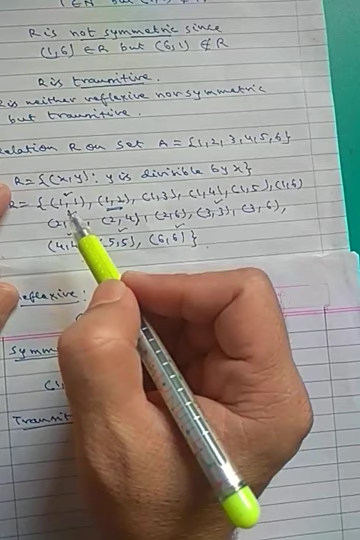 R is not symmetric since
(1,6) ∈ R but (6,1) ∉ R
R is transitive.
R is neither reflexive nor symmetric
but transitive.
relation R on set A = {1,2,3,4,5,6}
R = {(x,y): y is divisible by x}
R = {(1,1), (1,2), (1,3), (1,4), (1,5), (1,6)
(2,4), (2,6), (3,3), (3,6),
(4,4) (5,5), (6,6)}.
reflexive:
Symm
(1,
Transit